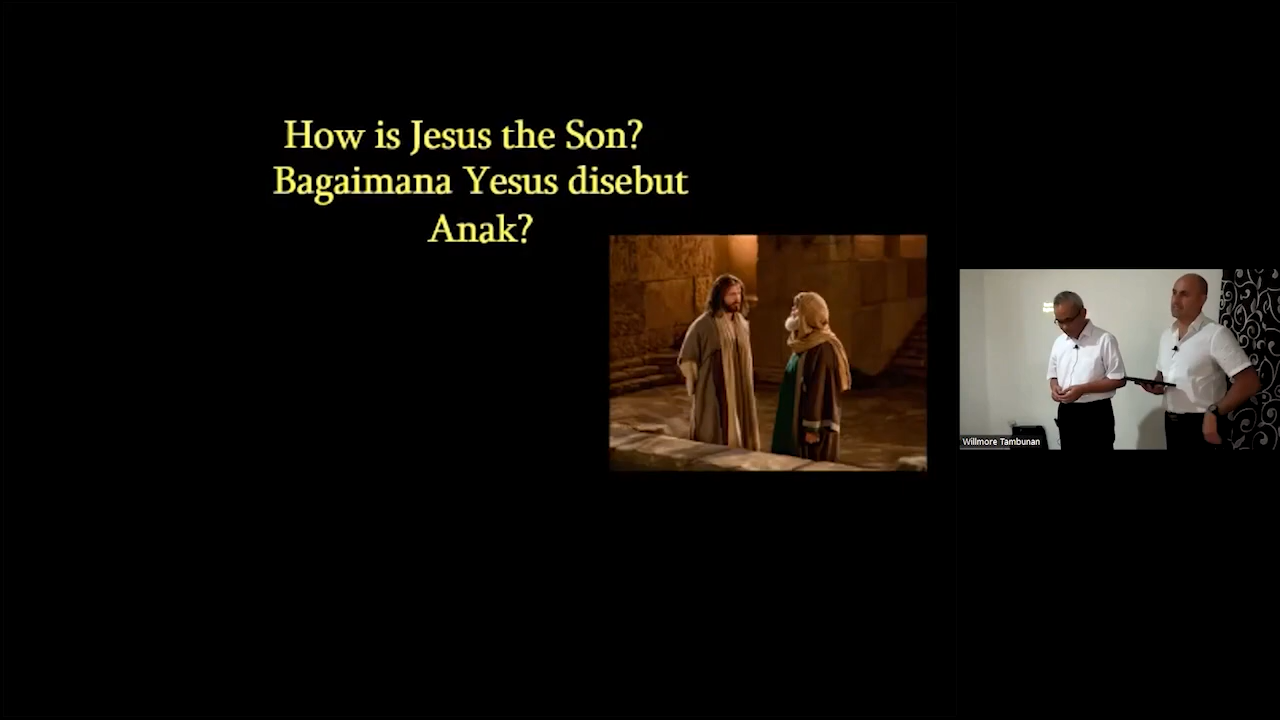 How is Jesus the Son?
Bagaimana Yesus disebut
Anak?
Willmore Tambunan